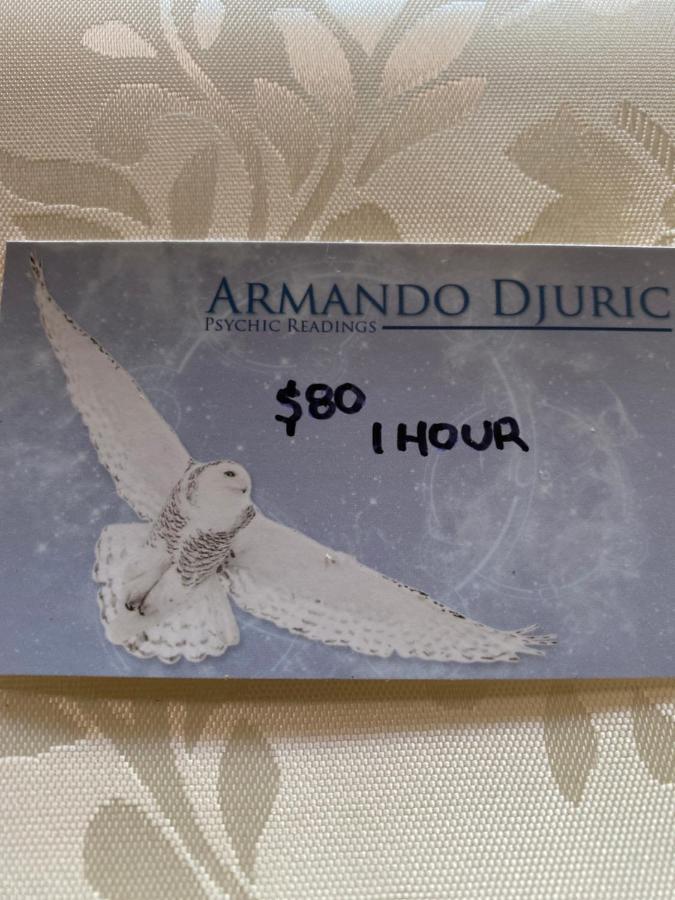 ARMANDO DJURIC
PSYCHIC READINGS
$80
1 HOUR